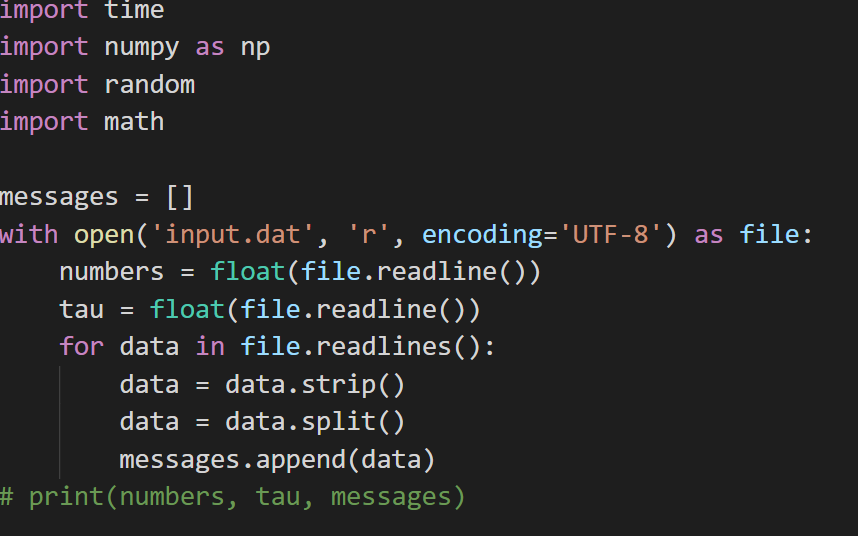 import time
import numpy as np
import random
import math

messages = []
with open('input.dat', 'r', encoding='UTF-8') as file:
    numbers = float(file.readline())
    tau = float(file.readline())
    for data in file.readlines():
        data = data.strip()
        data = data.split()
        messages.append(data)
# print(numbers, tau, messages)